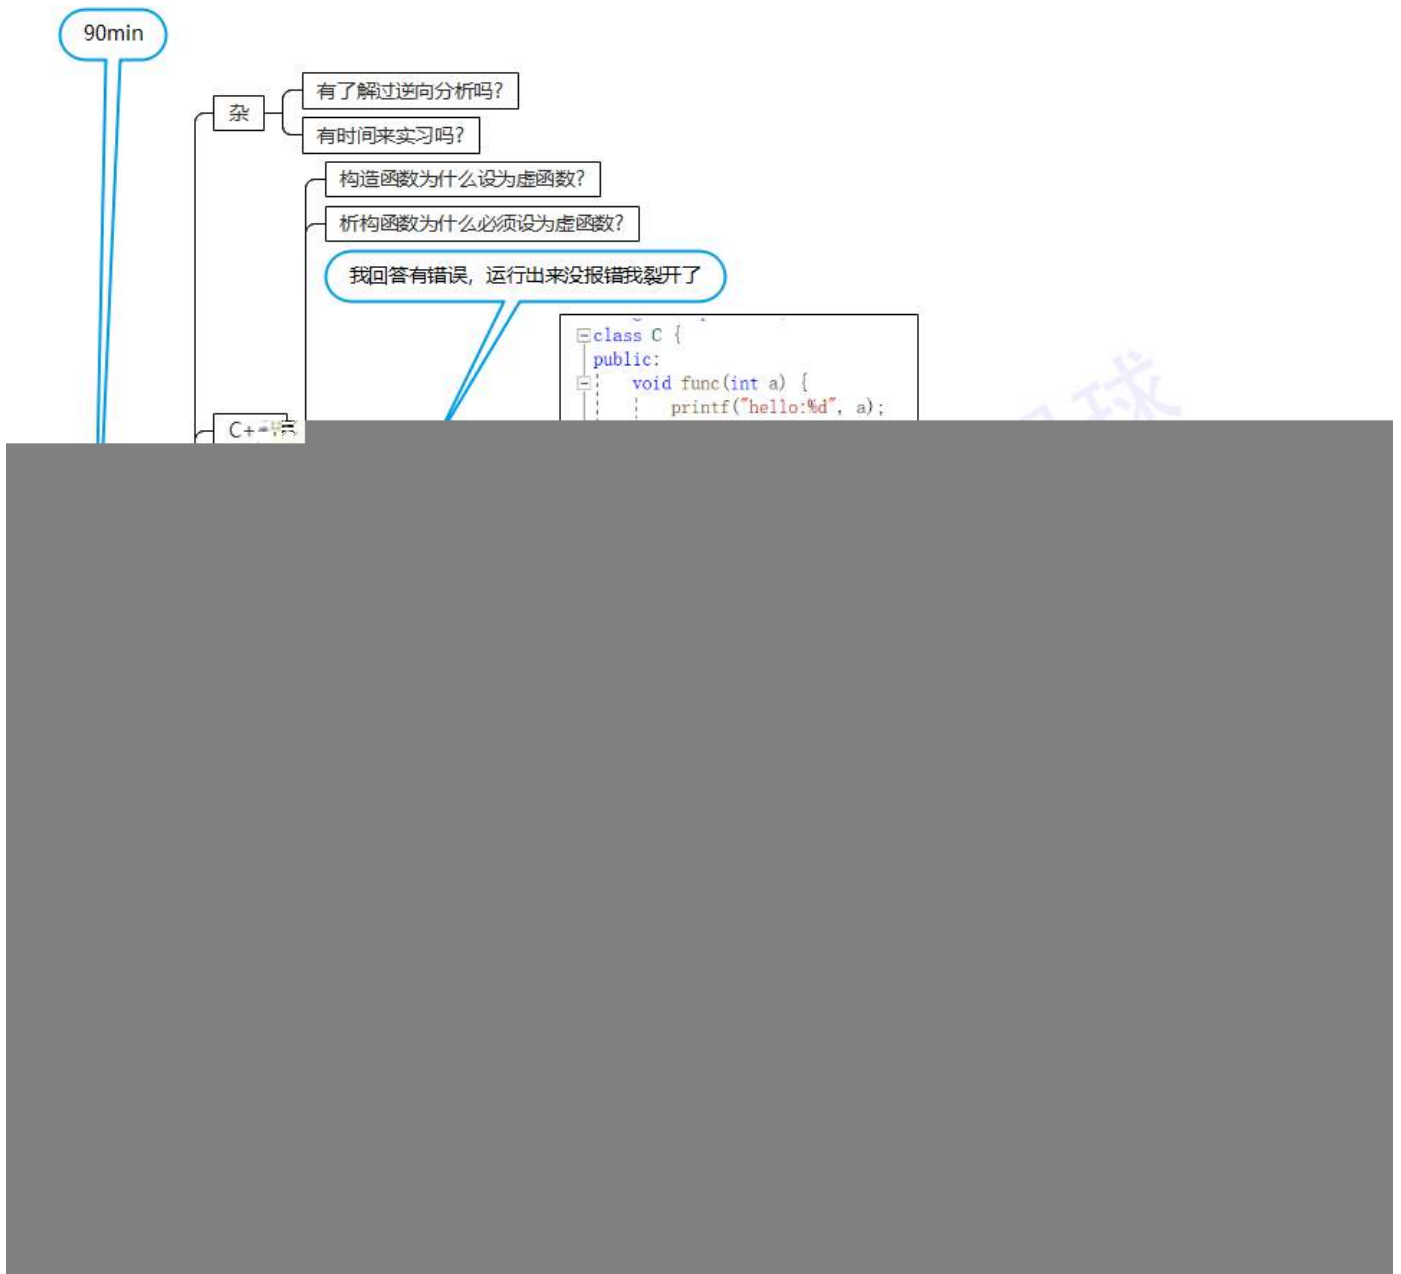 90min
杂
有了解过逆向分析吗?
有时间来实习吗?
构造函数为什么设为虚函数?
析构函数为什么必须设为虚函数?
我回答有错误，运行出来没报错我裂开了
class C {
public:
void func(int a) {
printf("hello:%d", a);
C+
球